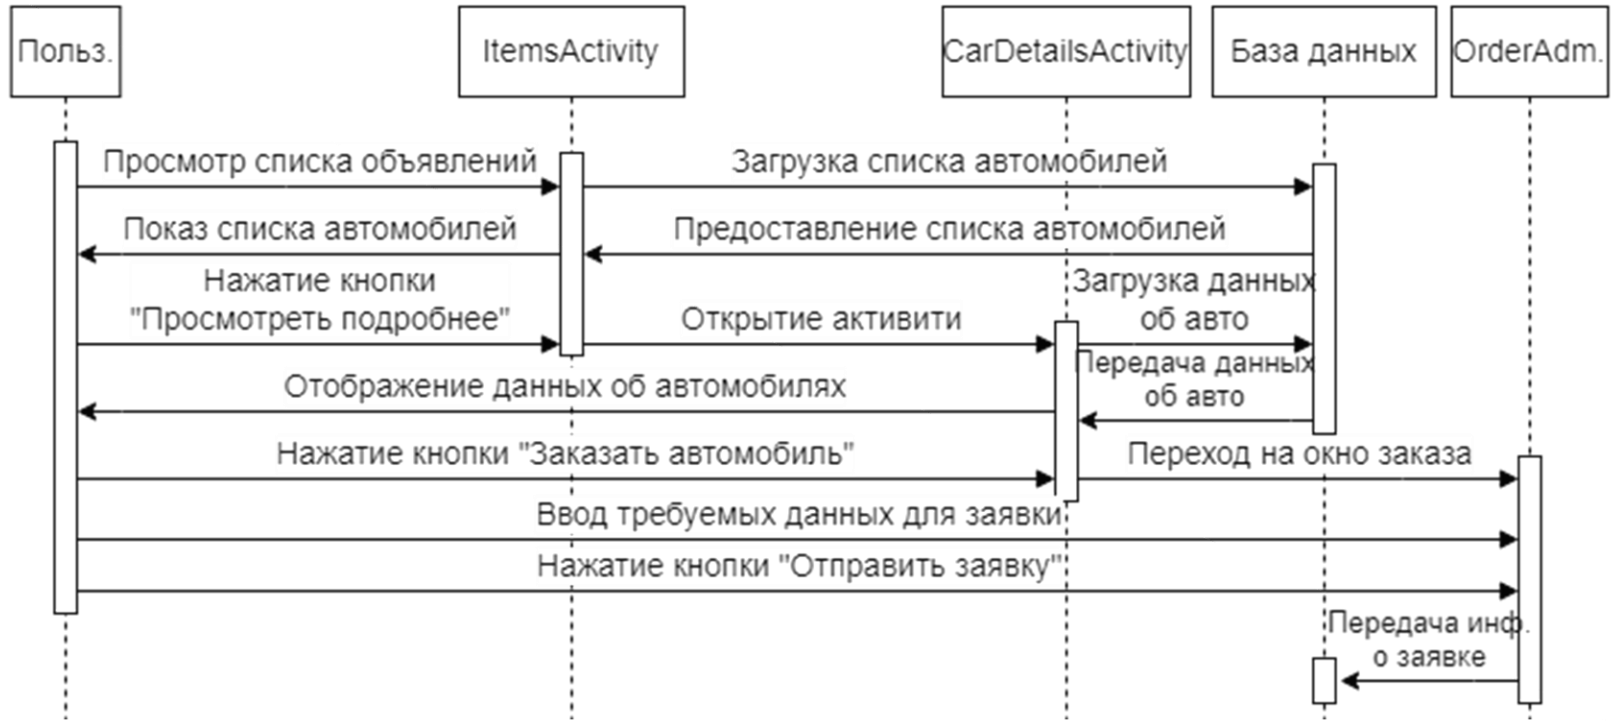 Польз.
ItemsActivity
CarDetailsActivity
База данных
OrderAdm.
Просмотр списка объявлений
Загрузка списка автомобилей
Показ списка автомобилей
Предоставление списка автомобилей
Нажатие кнопки
"Просмотреть подробнее"
Открытие активити
Загрузка данных
об авто
Передача данных
об авто
Отображение данных об автомобилях
Нажатие кнопки "Заказать автомобиль"
Переход на окно заказа
Ввод требуемых данных для заявки
Нажатие кнопки "Отправить заявку"
Передача инф.
о заявке